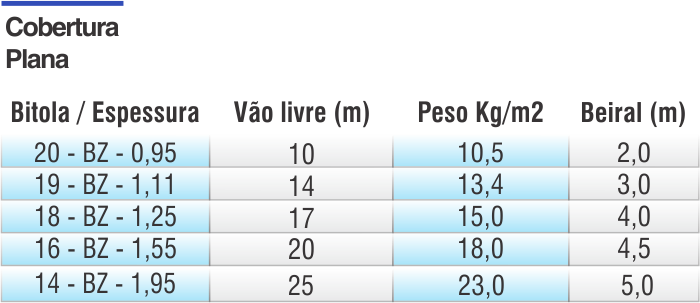 Cobertura
Plana
Bitola / Espessura Vão livre (m) Peso Kg/m2 Beiral (m)
20 - BZ - 0,95 10 10,5 2,0
19 - BZ - 1,11 14 13,4 3,0
18 - BZ - 1,25 17 15,0 4,0
16 - BZ - 1,55 20 18,0 4,5
14 - BZ - 1,95 25 23,0 5,0